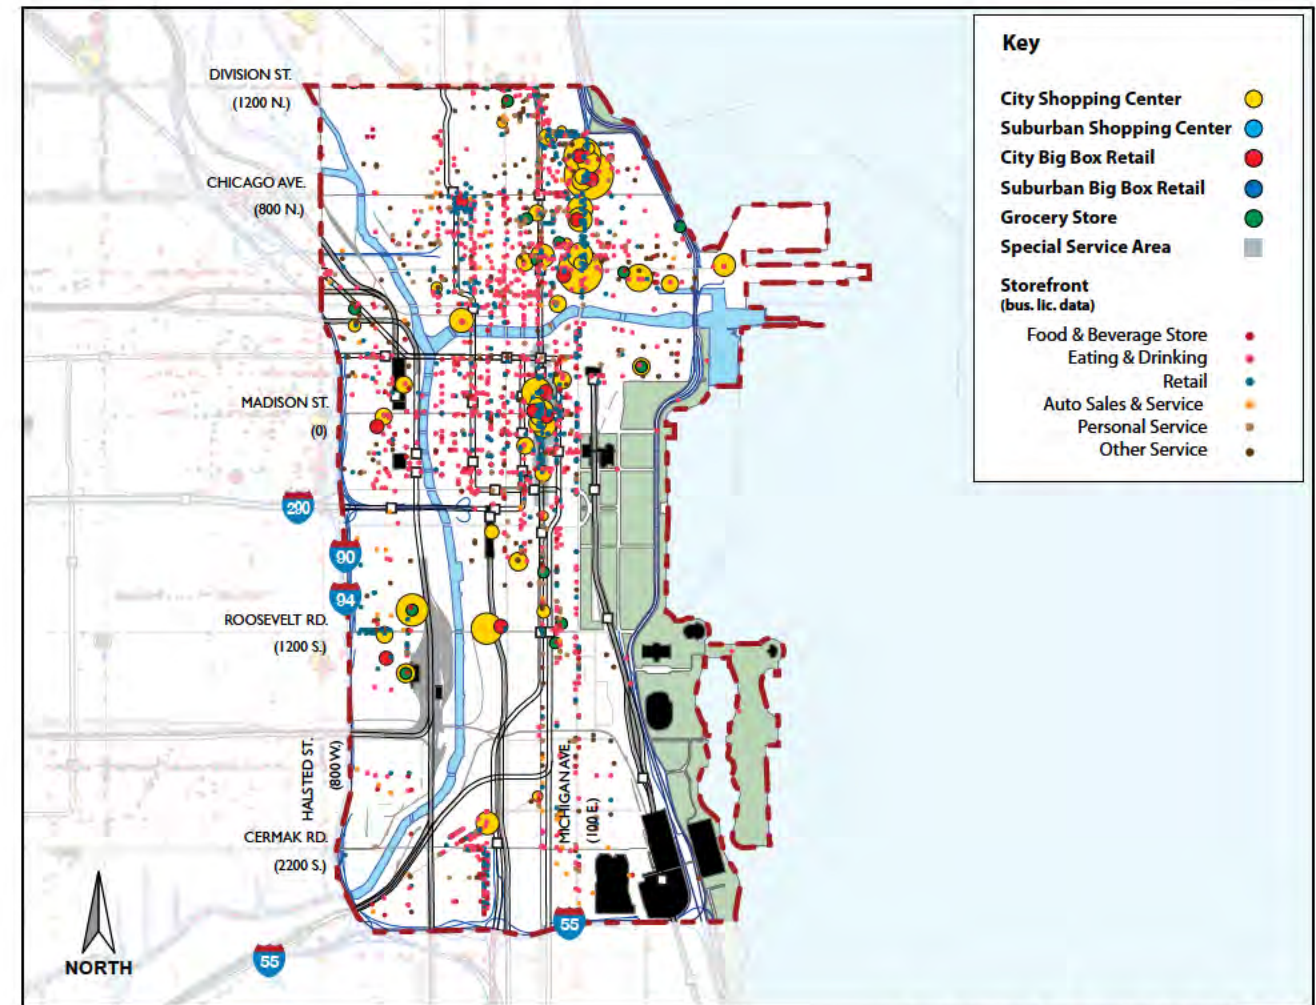 DIVISION ST.
(1200 N.)
CHICAGO AVE.
(800 N.)
MADISON ST.
(0)
290
90
94
ROOSEVELT RD.
(1200 S.)
HALSTED ST.
(800 W.)
MICHIGAN AVE.
(100 E.)
CERMAK RD.
(2200 S.)
55
55
NORTH
Key
City Shopping Center
Suburban Shopping Center
City Big Box Retail
Suburban Big Box Retail
Grocery Store
Special Service Area
Storefront
(bus. lic. data)
Food & Beverage Store
Eating & Drinking
Retail
Auto Sales & Service
Personal Service
Other Service